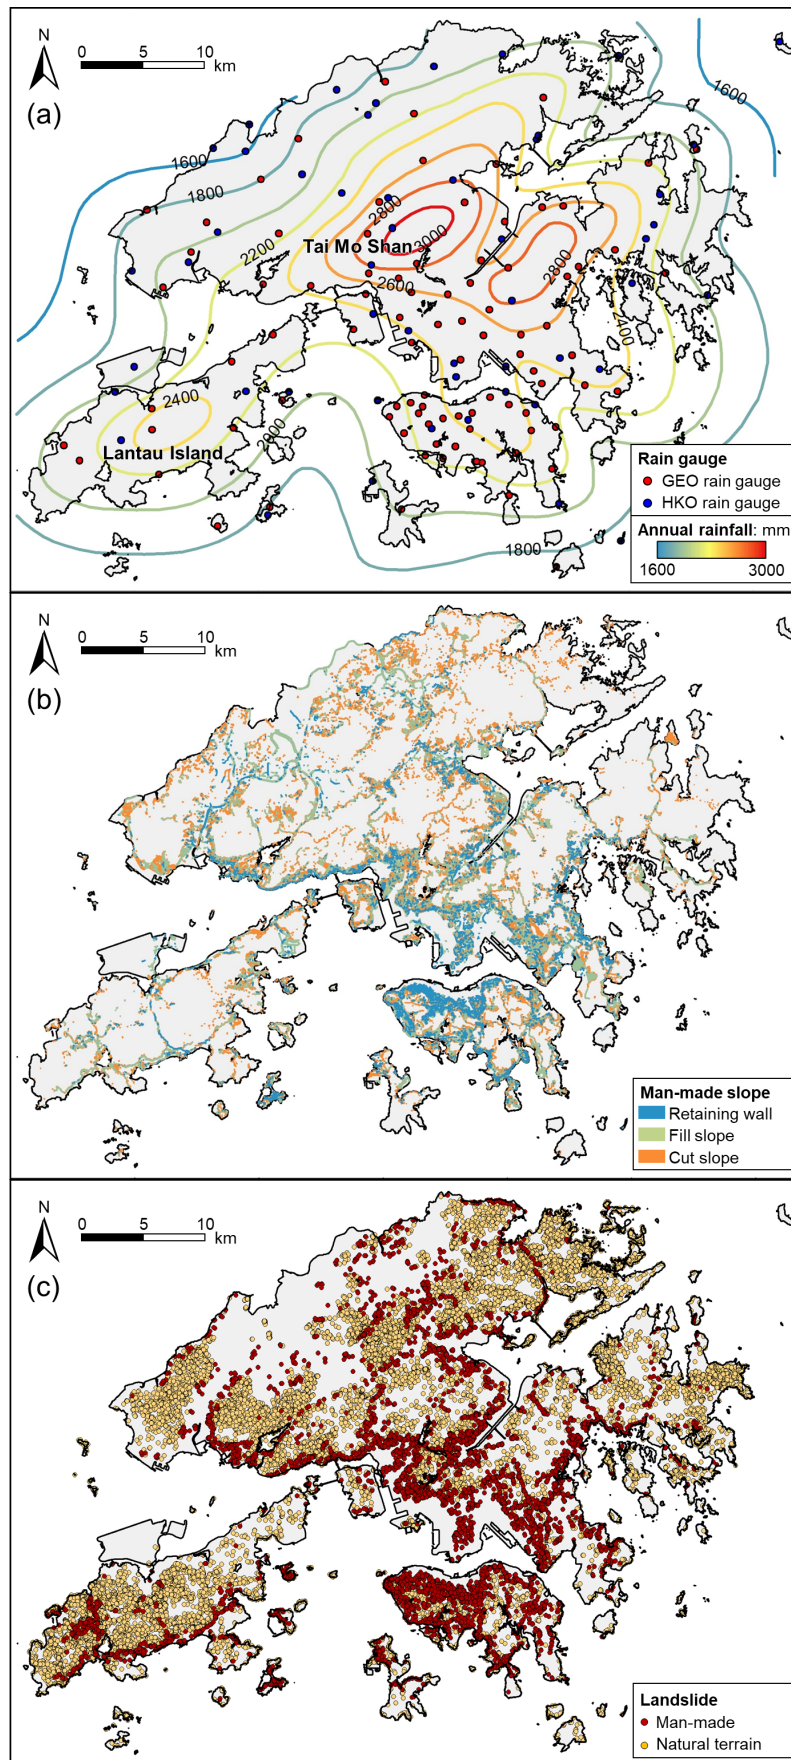 N
0 5 10
km
(a)
1600
1600
1800
2800
3000
2200
Tai Mo Shan
2800
2600
2400
2400
2000
Lantau Island
1800
Rain gauge
GEO rain gauge
HKO rain gauge
Annual rainfall: mm
1600 3000
N
0 5 10
km
(b)
Man-made slope
Retaining wall
Fill slope
Cut slope
N
0 5 10
km
(c)
Landslide
Man-made
Natural terrain